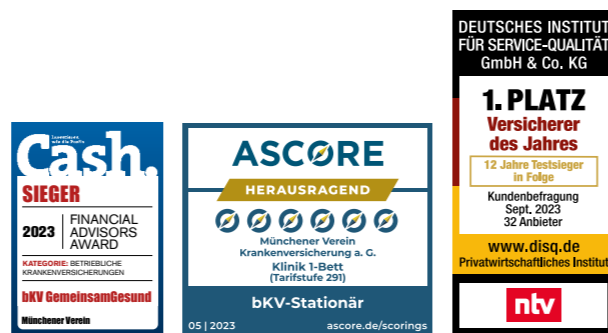 Investieren
wie die Profis
Cash.
SIEGER
2023
FINANCIAL
ADVISORS
AWARD
KATEGORIE: BETRIEBLICHE
KRANKENVERSICHERUNGEN
bKV GemeinsamGesund
Münchener Verein
ASCORE
HERAUSRAGEND
Münchener Verein
Krankenversicherung a. G.
Klinik 1-Bett
(Tarifstufe 291)
bKV-Stationär
05 | 2023
ascore.de/scorings
DEUTSCHES INSTITUT
FÜR SERVICE-QUALITÄT
GmbH & Co. KG
1. PLATZ
Versicherer
des Jahres
12 Jahre Testsieger
in Folge
Kundenbefragung
Sept. 2023
32 Anbieter
www.disq.de
Privatwirtschaftliches Institut
ntv